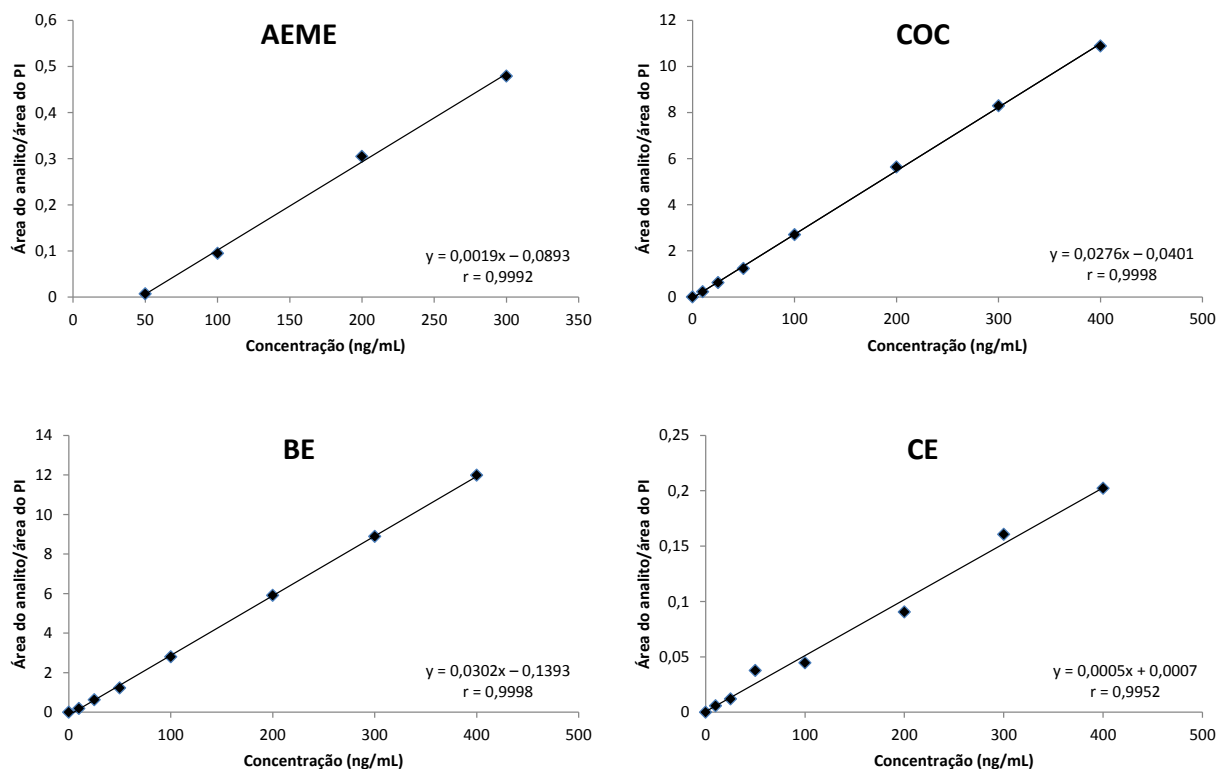 AEME
Área do analito/área do PI
0,6
0,5
0,4
0,3
0,2
0,1
0
y = 0,0019x – 0,0893
r = 0,9992
0 50 100 150 200 250 300 350
Concentração (ng/mL)
COC
Área do analito/área do PI
12
10
8
6
4
2
0
y = 0,0276x – 0,0401
r = 0,9998
0 100 200 300 400 500
Concentração (ng/mL)
BE
Área do analito/área do PI
14
12
10
8
6
4
2
0
y = 0,0302x – 0,1393
r = 0,9998
0 100 200 300 400 500
Concentração (ng/mL)
CE
Área do analito/área do PI
0,25
0,2
0,15
0,1
0,05
0
y = 0,0005x + 0,0007
r = 0,9952
0 100 200 300 400 500
Concentração (ng/mL)